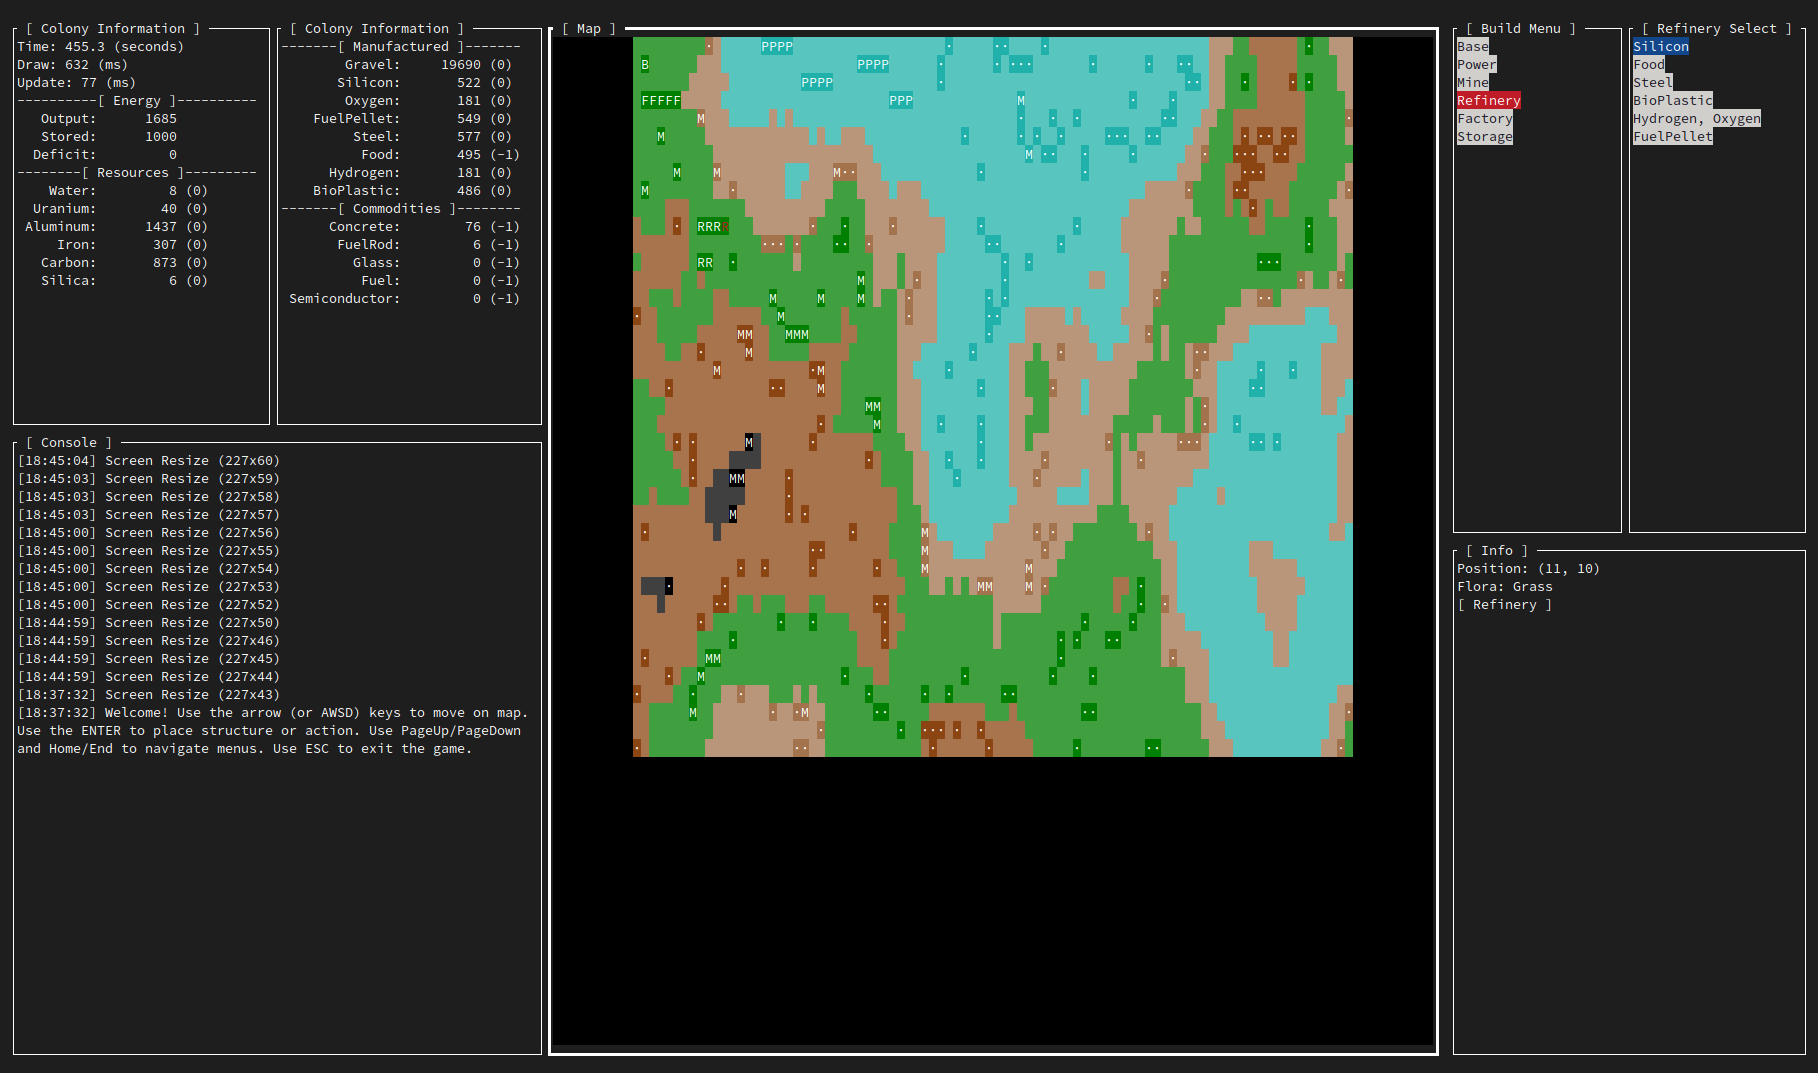 [ Colony Information ]
Time: 455.3 (seconds)
Draw: 632 (ms)
Update: 77 (ms)
----------[ Energy ]----------
Output: 1685
Stored: 1000
Deficit: 0
--------[ Resources ]---------
Water: 8 (0)
Uranium: 40 (0)
Aluminum: 1437 (0)
Iron: 307 (0)
Carbon: 873 (0)
Silica: 6 (0)
[ Colony Information ]
-------[ Manufactured ]-------
Gravel: 19690 (0)
Silicon: 522 (0)
Oxygen: 181 (0)
FuelPellet: 549 (0)
Steel: 577 (0)
Food: 495 (-1)
Hydrogen: 181 (0)
BioPlastic: 486 (0)
-------[ Commodities ]--------
Concrete: 76 (-1)
FuelRod: 6 (-1)
Glass: 0 (-1)
Fuel: 0 (-1)
Semiconductor: 0 (-1)
[ Console ]
[18:45:04] Screen Resize (227x60)
[18:45:03] Screen Resize (227x59)
[18:45:03] Screen Resize (227x58)
[18:45:03] Screen Resize (227x57)
[18:45:00] Screen Resize (227x56)
[18:45:00] Screen Resize (227x55)
[18:45:00] Screen Resize (227x54)
[18:45:00] Screen Resize (227x53)
[18:45:00] Screen Resize (227x52)
[18:44:59] Screen Resize (227x50)
[18:44:59] Screen Resize (227x46)
[18:44:59] Screen Resize (227x45)
[18:44:59] Screen Resize (227x44)
[18:37:32] Screen Resize (227x43)
[18:37:32] Welcome! Use the arrow (or AWSD) keys to move on map.
Use the ENTER to place structure or action. Use PageUp/PageDown
and Home/End to navigate menus. Use ESC to exit the game.
[ Map ]
PPPP
B PPPP
PPPP
FFFFF PPP M
M
M
M
M M M
M
RRRR
RR
M
M M M
M
MM MMM
M
M M
M
MM
M
M
MM
M
M
M
M M
MM M
MM
M
M M
[ Build Menu ]
Base
Power
Mine
Refinery
Factory
Storage
[ Refinery Select ]
Silicon
Food
Steel
BioPlastic
Hydrogen, Oxygen
FuelPellet
[ Info ]
Position: (11, 10)
Flora: Grass
[ Refinery ]